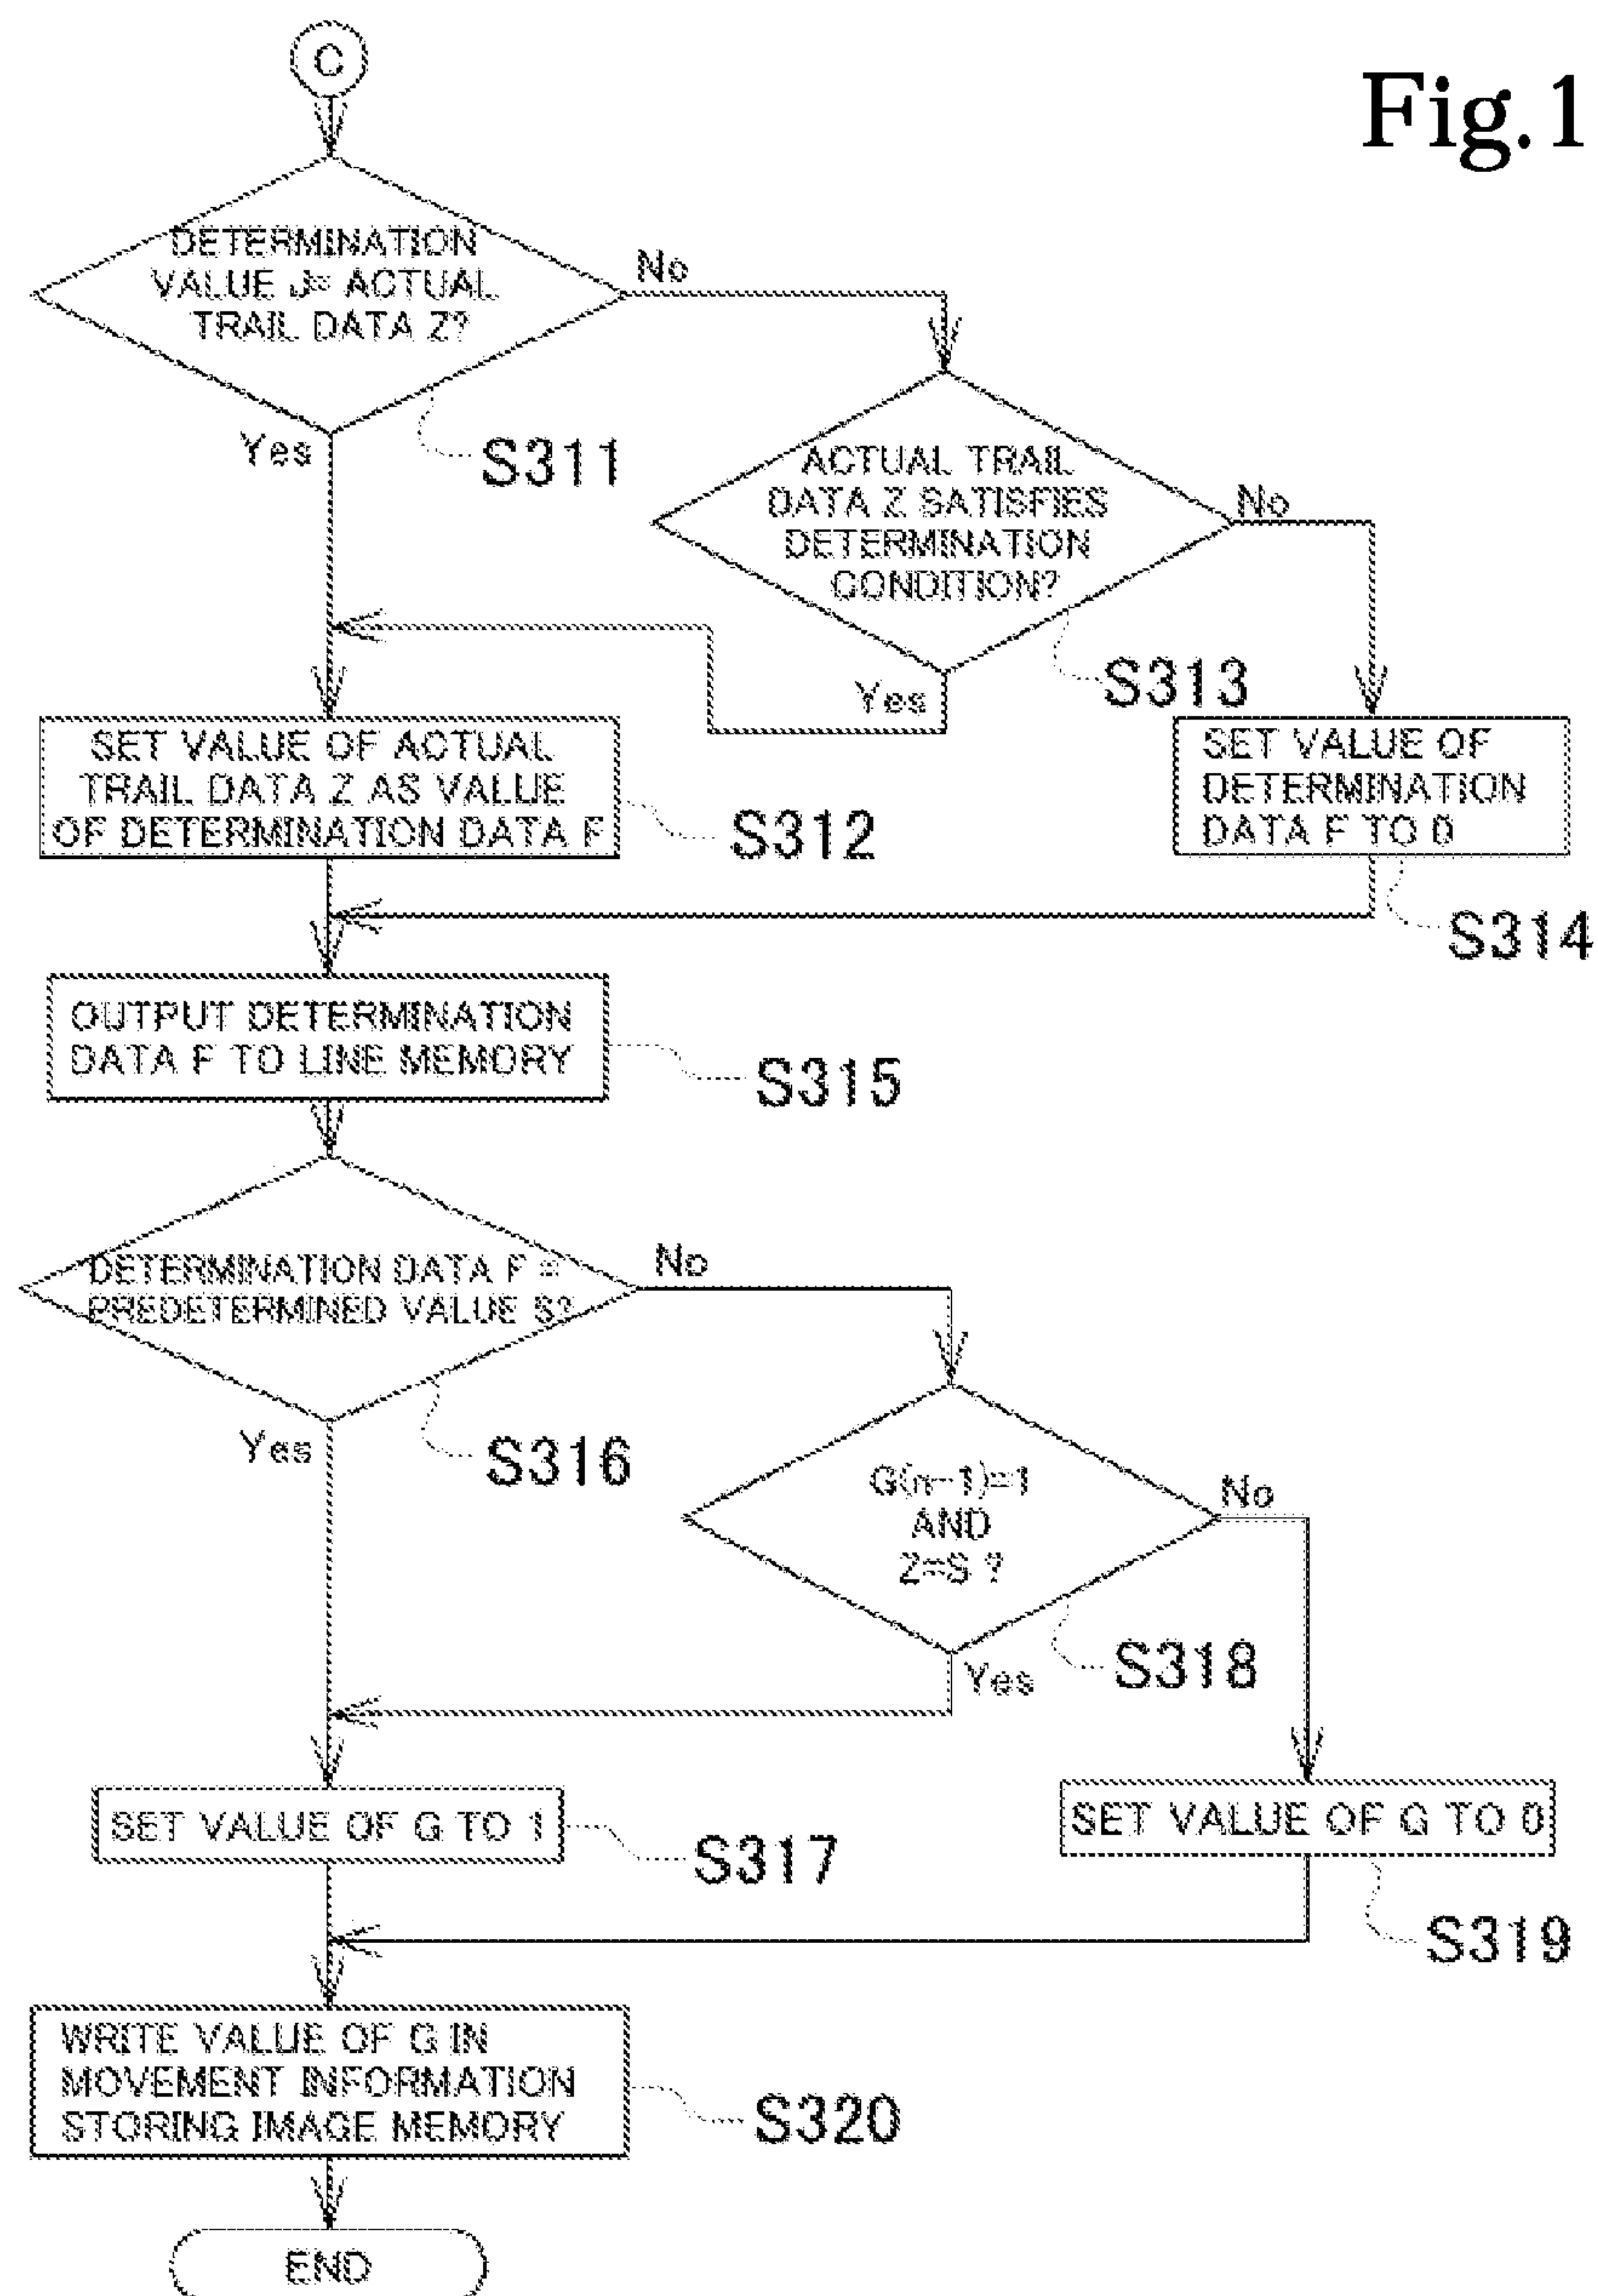 C
Fig.1
DETERMINATION
VALUE J= ACTUAL
TRAIL DATA Z?
No
Yes
S311
ACTUAL TRAIL
DATA Z SATISFIES
DETERMINATION
CONDITION?
No
Yes
S313
SET VALUE OF ACTUAL
TRAIL DATA Z AS VALUE
OF DETERMINATION DATA F
S312
SET VALUE OF
DETERMINATION
DATA F TO 0
S314
OUTPUT DETERMINATION
DATA F TO LINE MEMORY
S315
DETERMINATION DATA F =
PREDETERMINED VALUE S?
No
Yes
S316
G(n-1)=1
AND
Z=S ?
No
Yes
S318
SET VALUE OF G TO 1
S317
SET VALUE OF G TO 0
S319
WRITE VALUE OF G IN
MOVEMENT INFORMATION
STORING IMAGE MEMORY
S320
END